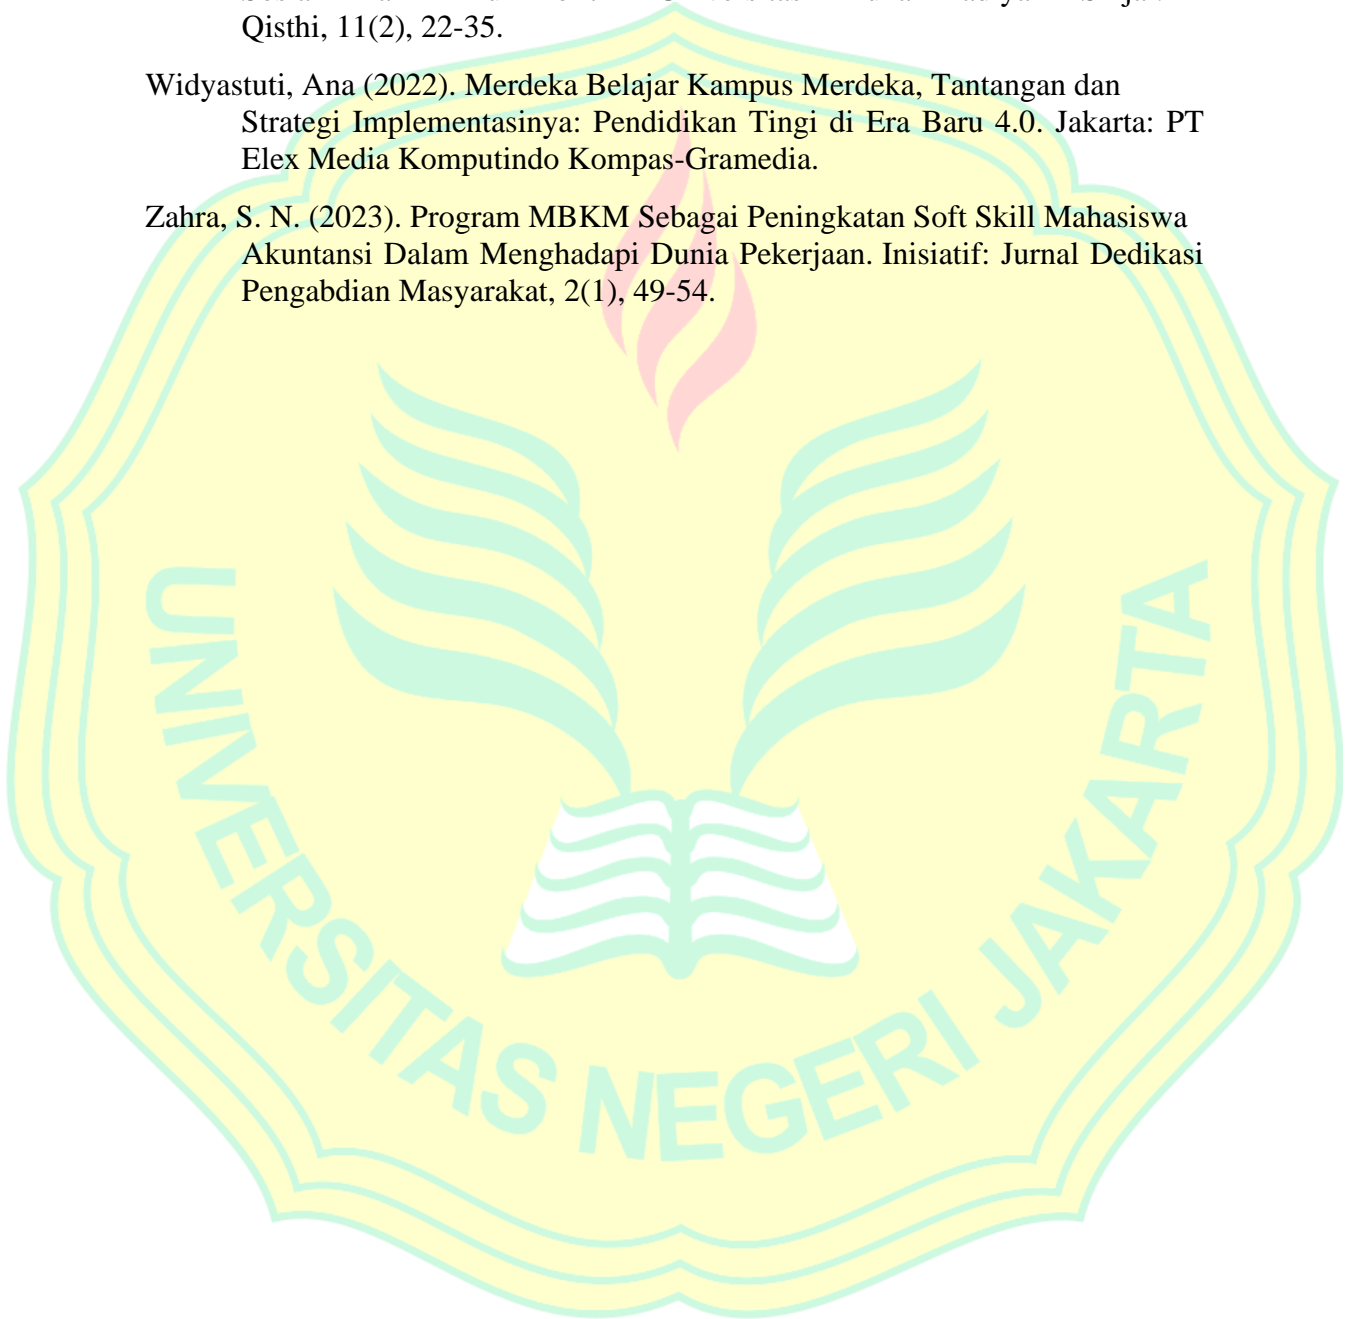 Qisthi, 11(2), 22-35.
Widyastuti, Ana (2022). Merdeka Belajar Kampus Merdeka, Tantangan dan
Strategi Implementasinya: Pendidikan Tingi di Era Baru 4.0. Jakarta: PT
Elex Media Komputindo Kompas-Gramedia.
Zahra, S. N. (2023). Program MBKM Sebagai Peningkatan Soft Skill Mahasiswa
Akuntansi Dalam Menghadapi Dunia Pekerjaan. Inisiatif: Jurnal Dedikasi
Pengabdian Masyarakat, 2(1), 49-54.
UNIVERSITAS NEGERI JAKARTA